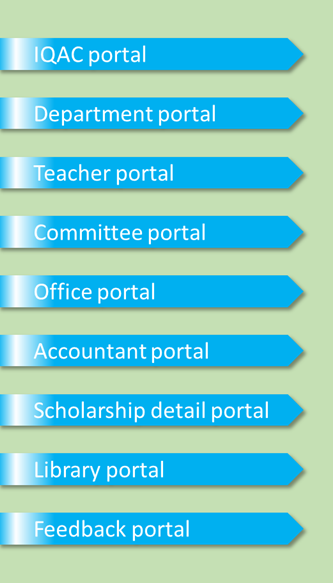 IQAC portal
Department portal
Teacher portal
Committee portal
Office portal
Accountant portal
Scholarship detail portal
Library portal
Feedback portal